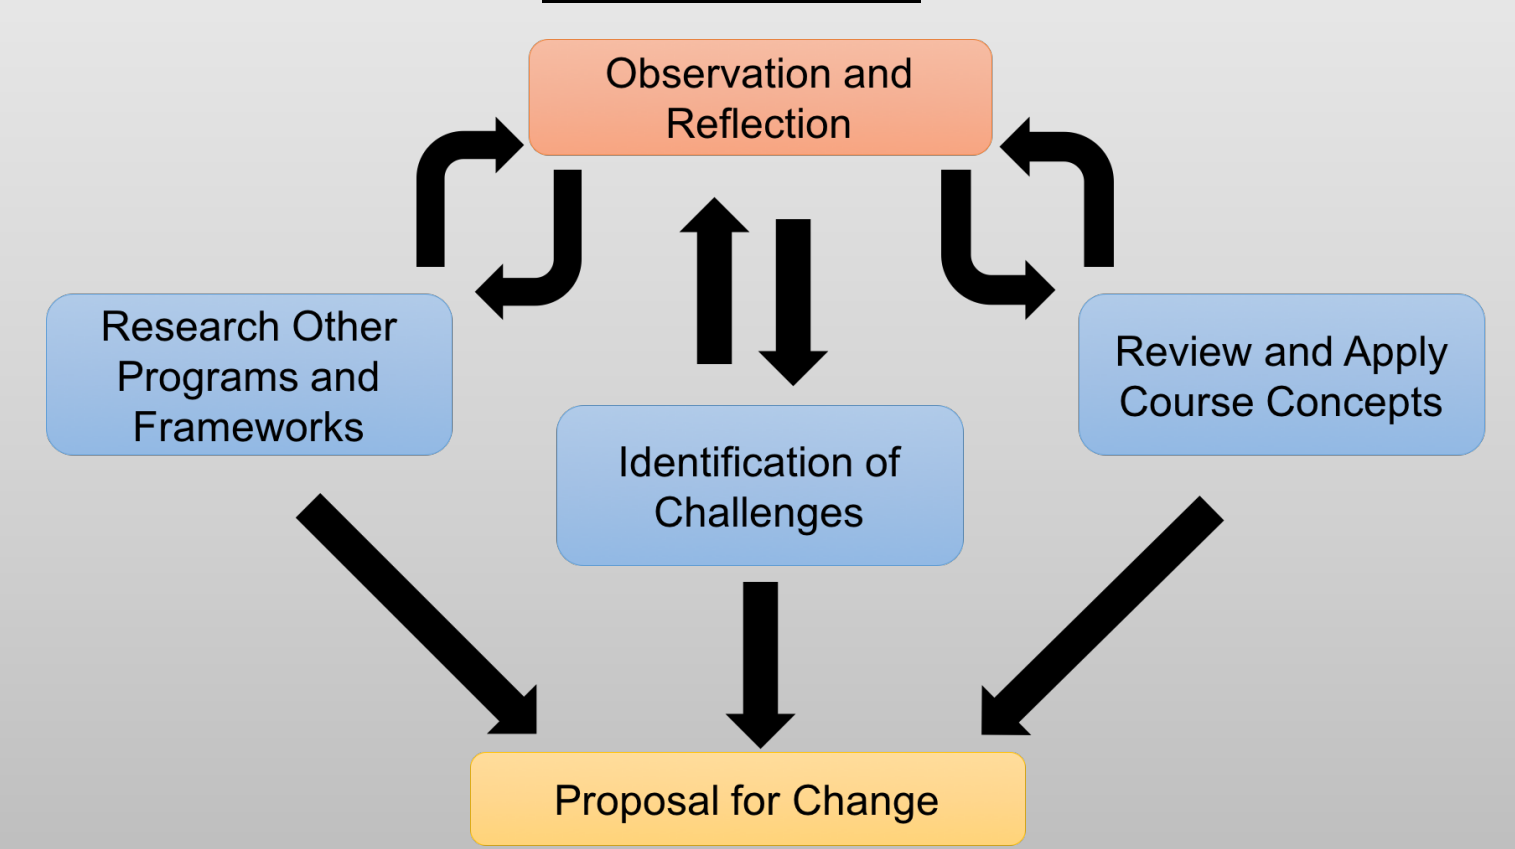 Observation and
Reflection
Research Other
Programs and
Frameworks
Review and Apply
Course Concepts
Identification of
Challenges
Proposal for Change